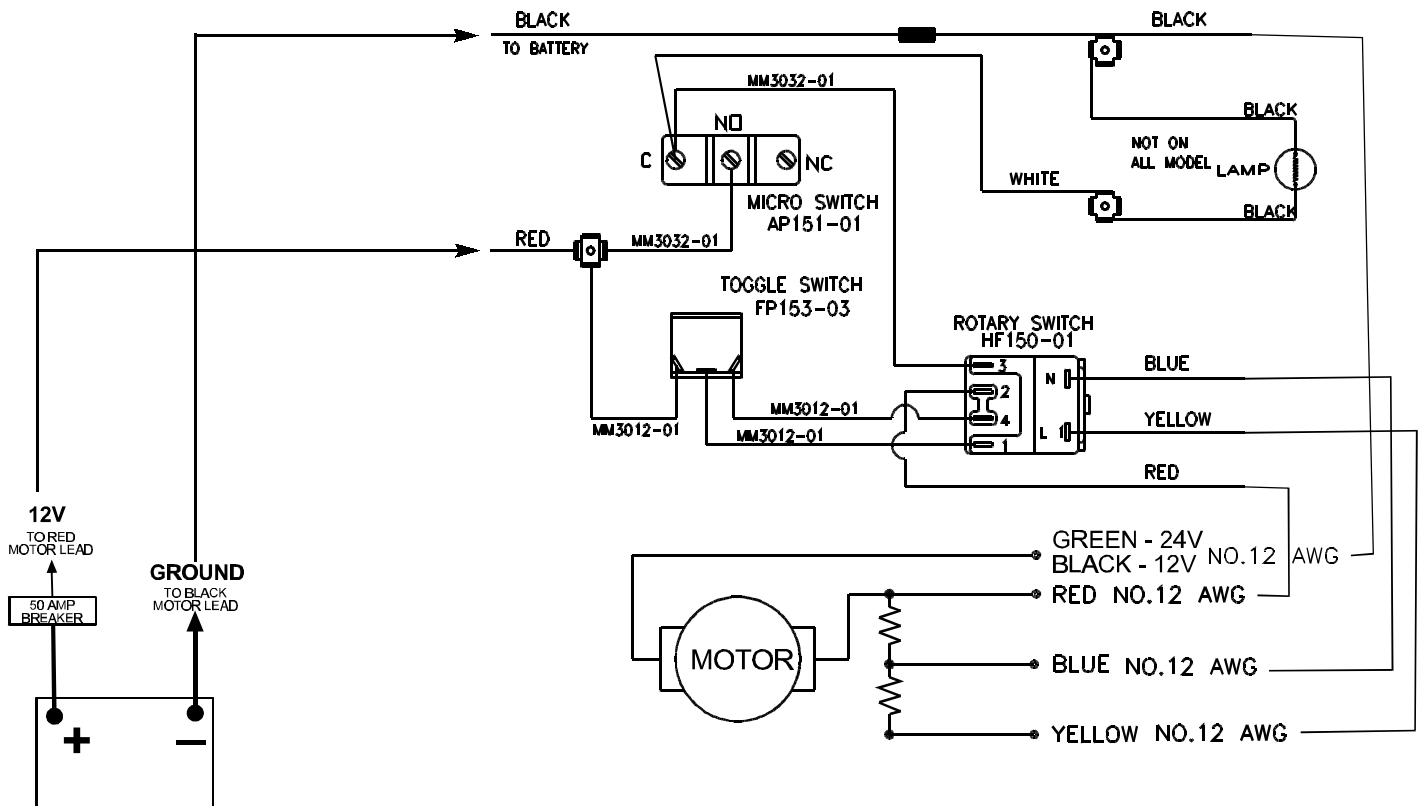 BLACK
TO BATTERY
BLACK
MM3032-01
NO
C
NC
MICRO SWITCH
AP151-01
BLACK
NOT ON
ALL MODEL
LAMP
WHITE
BLACK
RED
MM3032-01
TOGGLE SWITCH
FP153-03
ROTARY SWITCH
HF150-01
3
2
4
1
N
L
BLUE
YELLOW
RED
MM3012-01
MM3012-01
MM3012-01
12V
TO RED
MOTOR LEAD
50 AMP
BREAKER
GROUND
TO BLACK
MOTOR LEAD
+
−
MOTOR
GREEN - 24V
BLACK - 12V NO.12 AWG
RED NO.12 AWG
BLUE NO.12 AWG
YELLOW NO.12 AWG